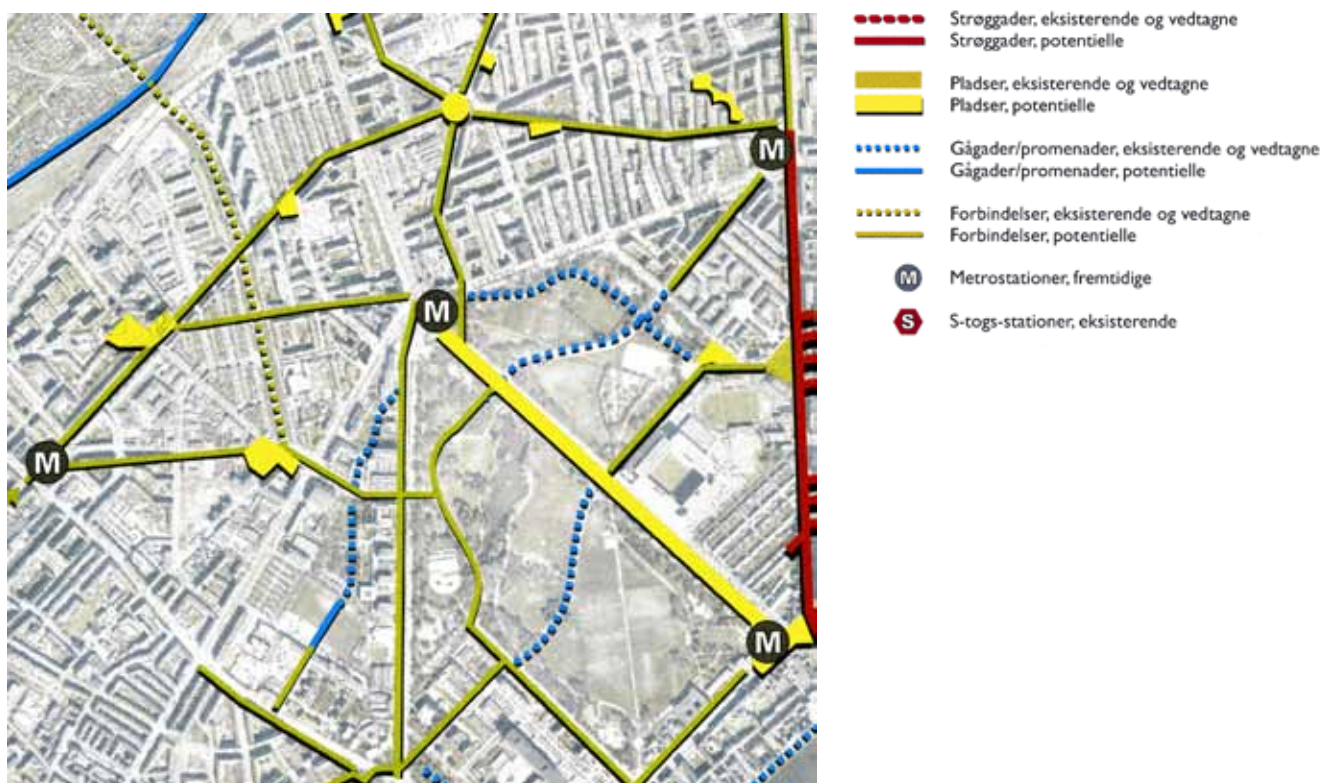 Strøggader, eksisterende og vedtagne
Strøggader, potentielle
Pladser, eksisterende og vedtagne
Pladser, potentielle
Gågader/promenader, eksisterende og vedtagne
Gågader/promenader, potentielle
Forbindelser, eksisterende og vedtagne
Forbindelser, potentielle
M Metrostationer, fremtidige
S S-togs-stationer, eksisterende
M
M
M
M